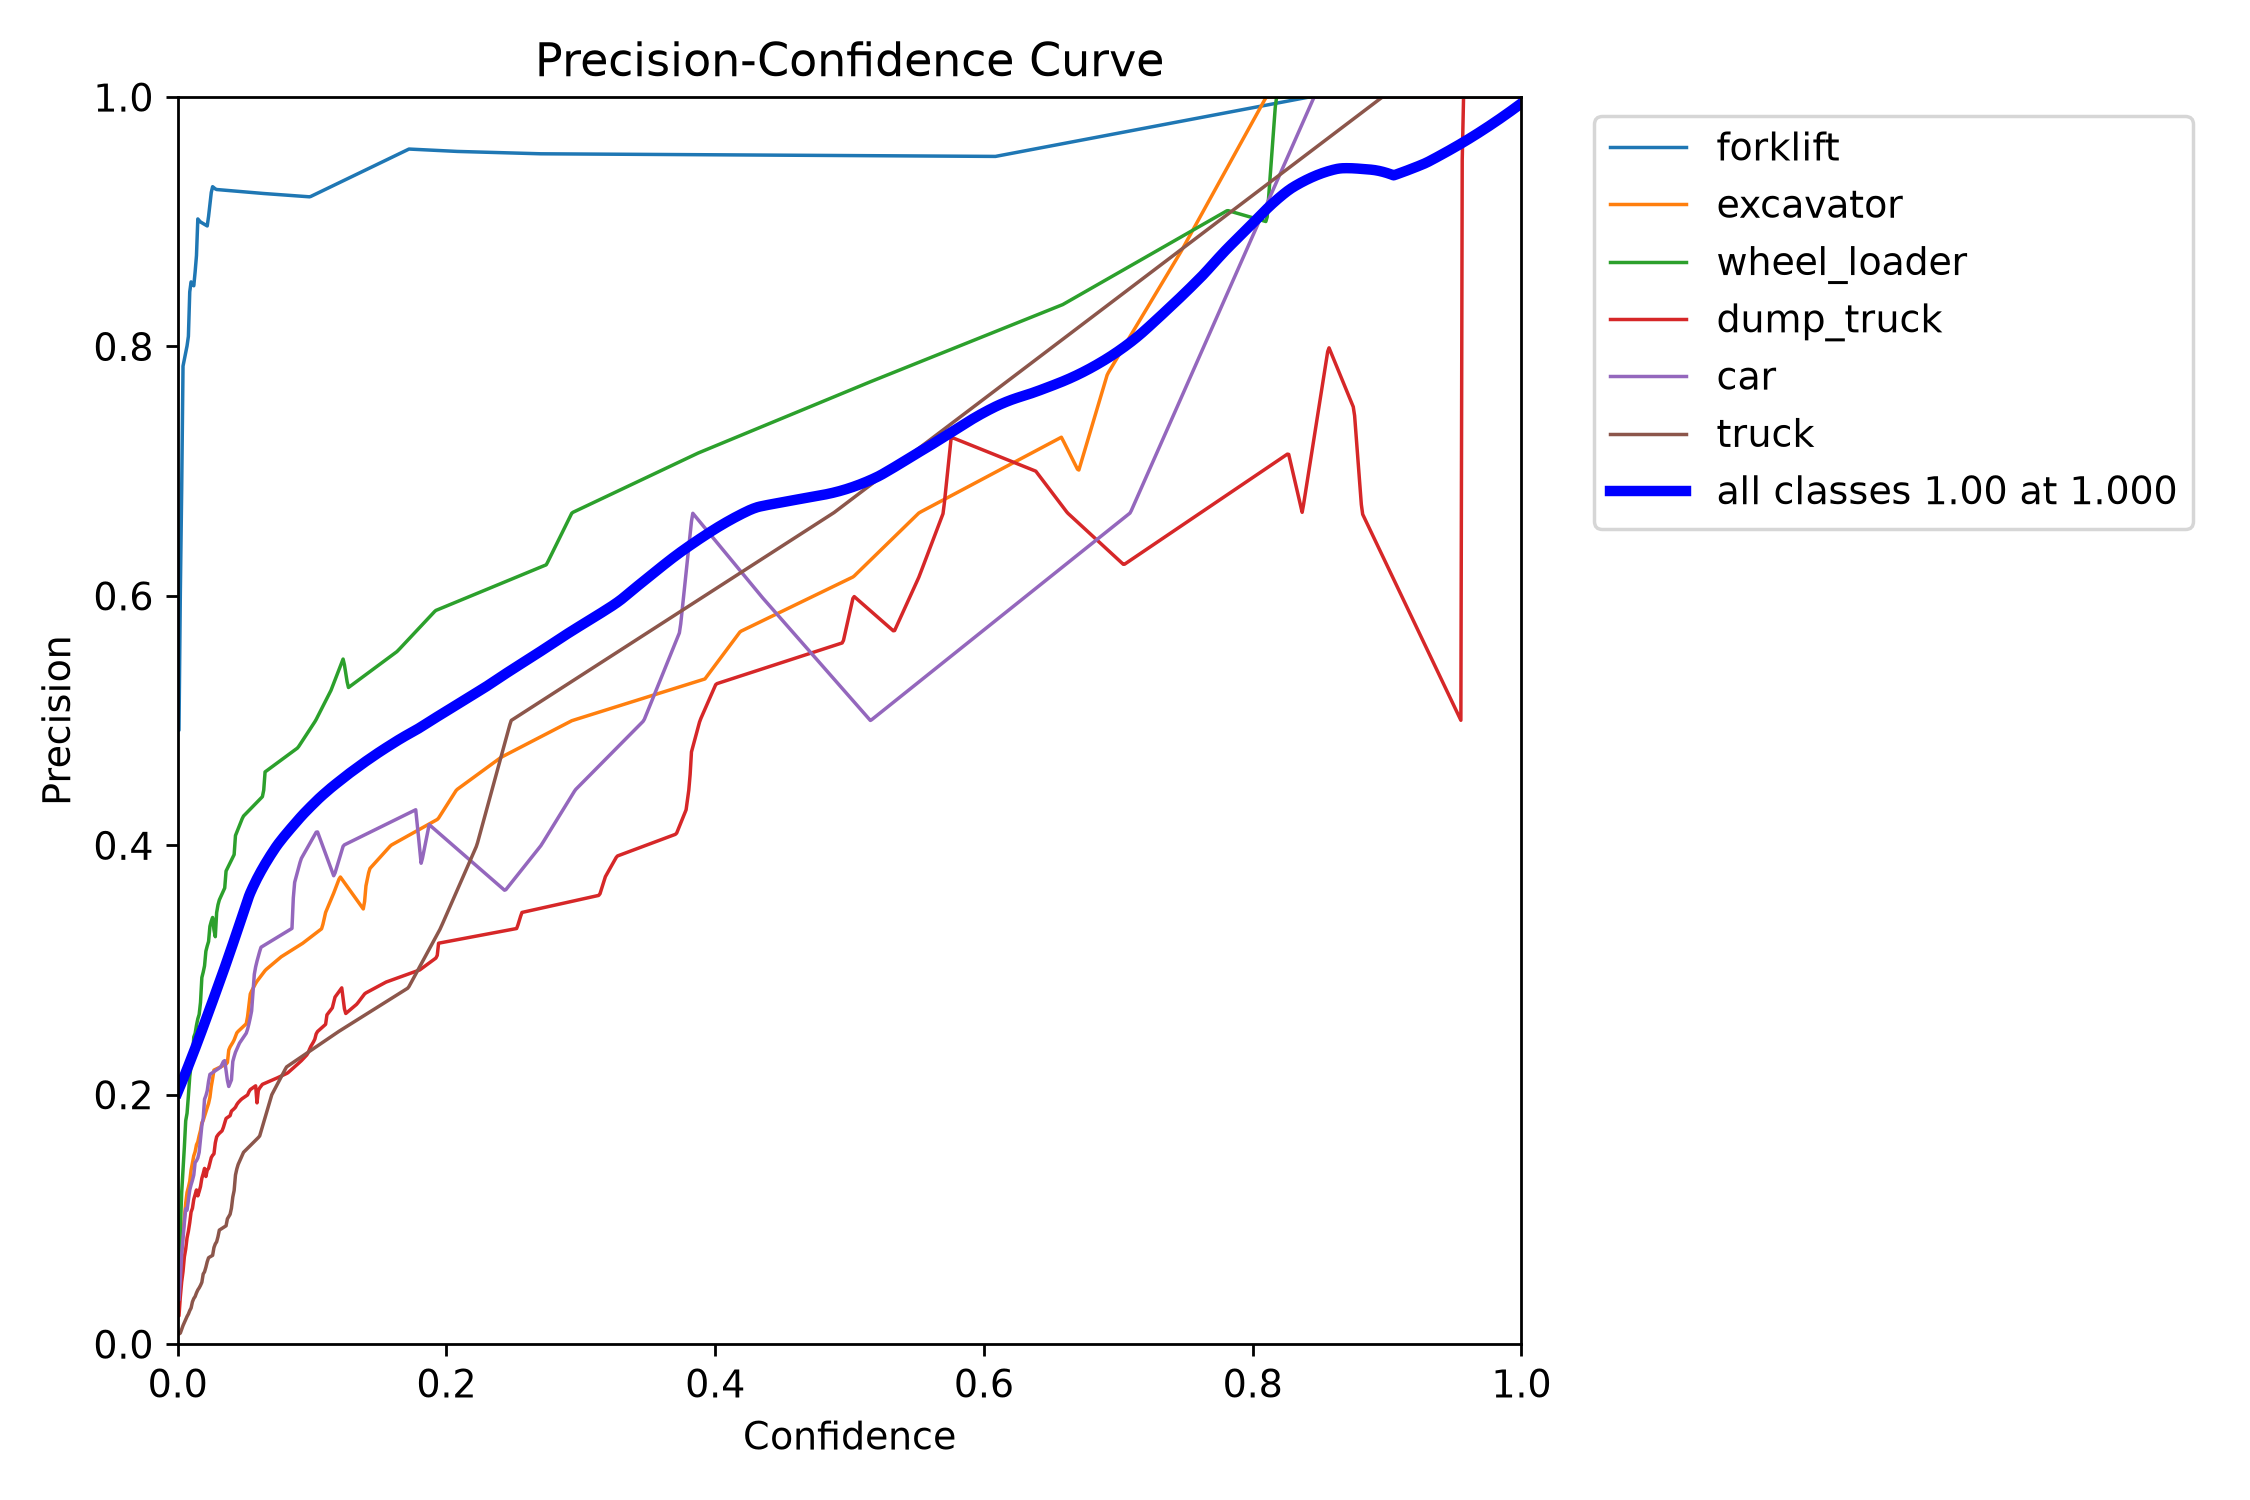 Precision-Confidence Curve
1.0
0.8
0.6
0.4
0.2
0.0
Precision
0.0 0.2 0.4 0.6 0.8 1.0
Confidence
forklift
excavator
wheel_loader
dump_truck
car
truck
all classes 1.00 at 1.000